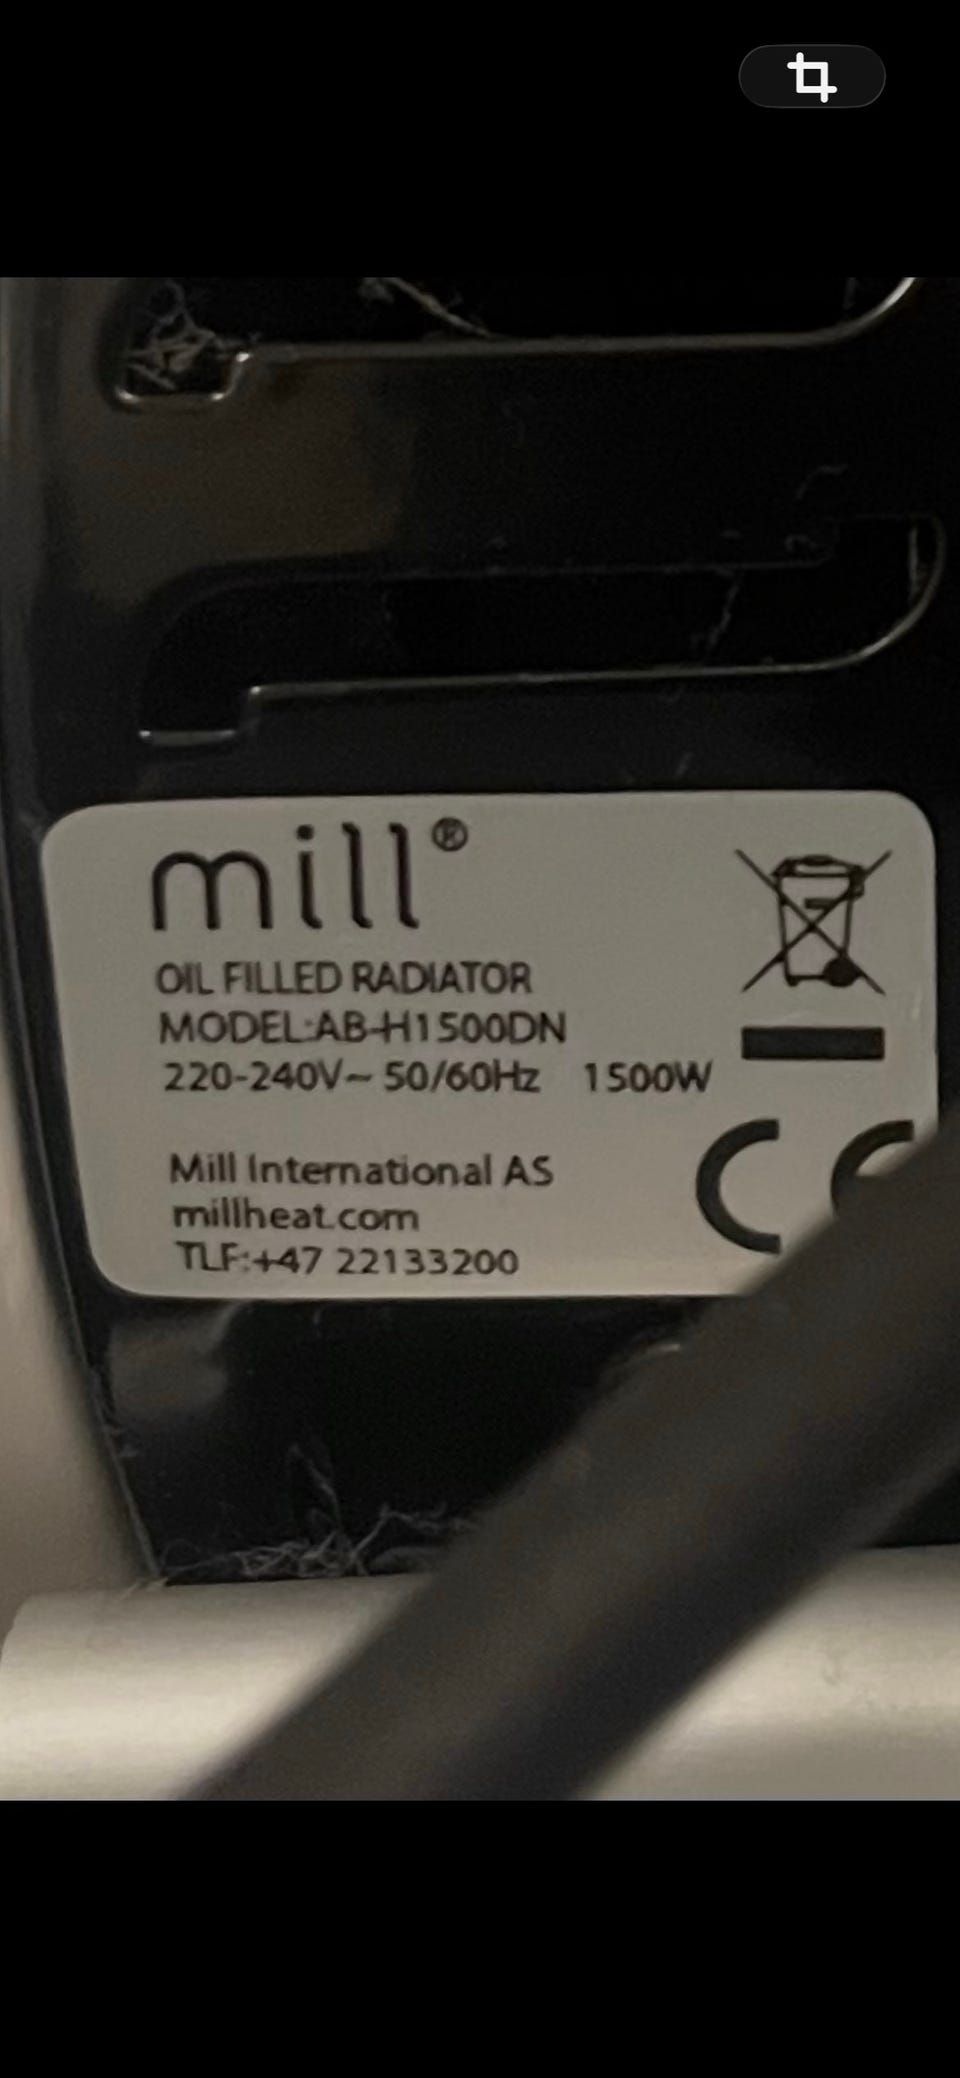 mill®
OIL FILLED RADIATOR
MODEL:AB-H1500DN
220-240V~ 50/60Hz 1500W
Mill International AS
millheat.com
TLF:+47 22133200
CE